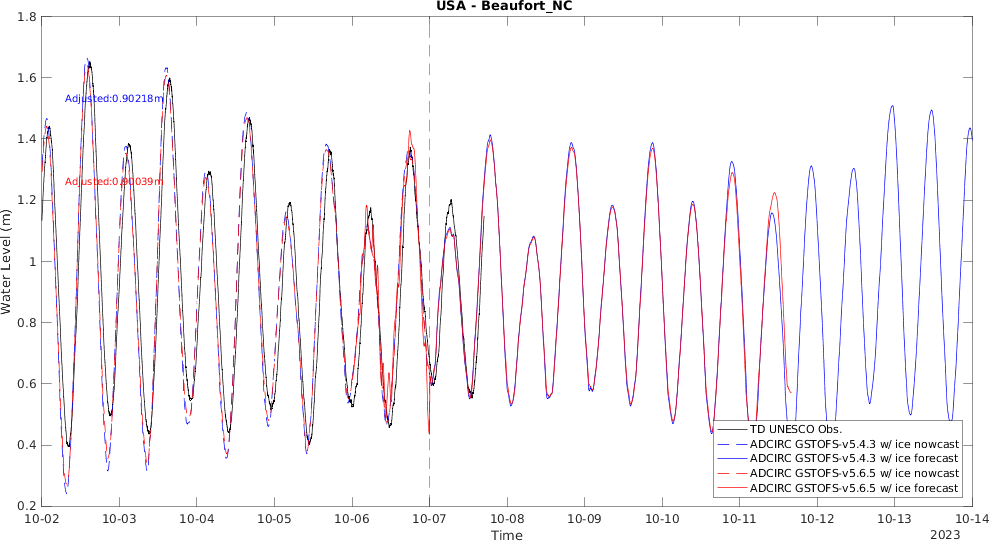 USA - Beaufort_NC
1.8
1.6
1.4
1.2
1
0.8
0.6
0.4
0.2
Water Level (m)
Adjusted:0.90218m
Adjusted:0.90039m
TD UNESCO Obs.
ADCIRC GSTOFS-v5.4.3 w/ ice nowcast
ADCIRC GSTOFS-v5.4.3 w/ ice forecast
ADCIRC GSTOFS-v5.6.5 w/ ice nowcast
ADCIRC GSTOFS-v5.6.5 w/ ice forecast
10-02 10-03 10-04 10-05 10-06 10-07 10-08 10-09 10-10 10-11 10-12 10-13 10-14
Time
2023